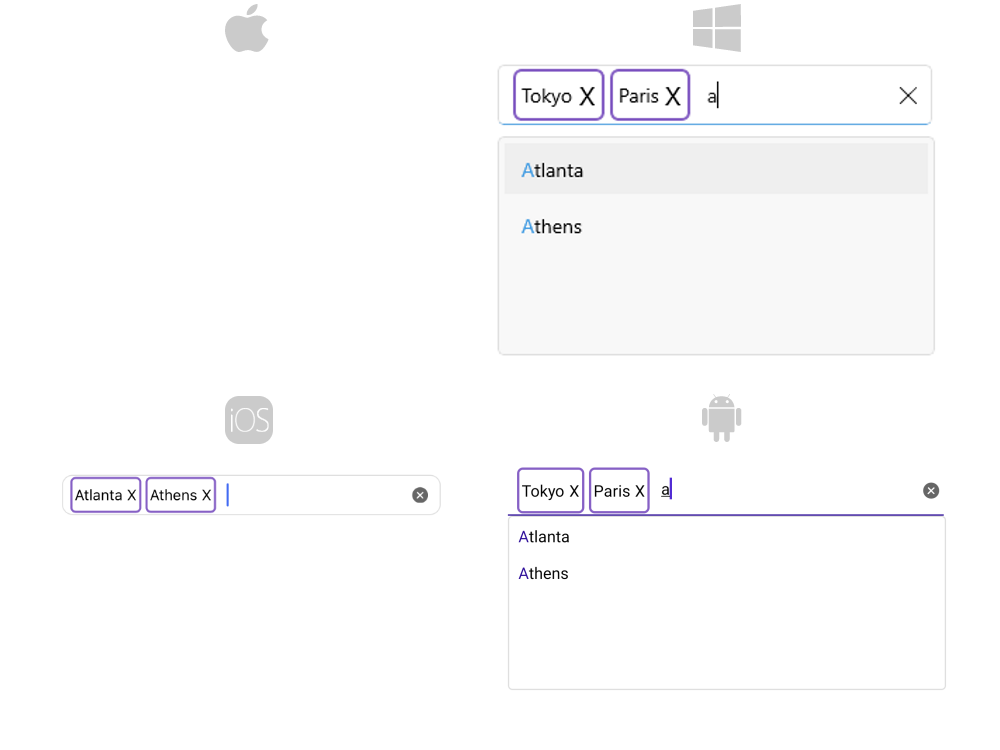 Tokyo X Paris X a
Atlanta
Athens
iOS
Atlanta X Athens X
Tokyo X Paris X a
Atlanta
Athens